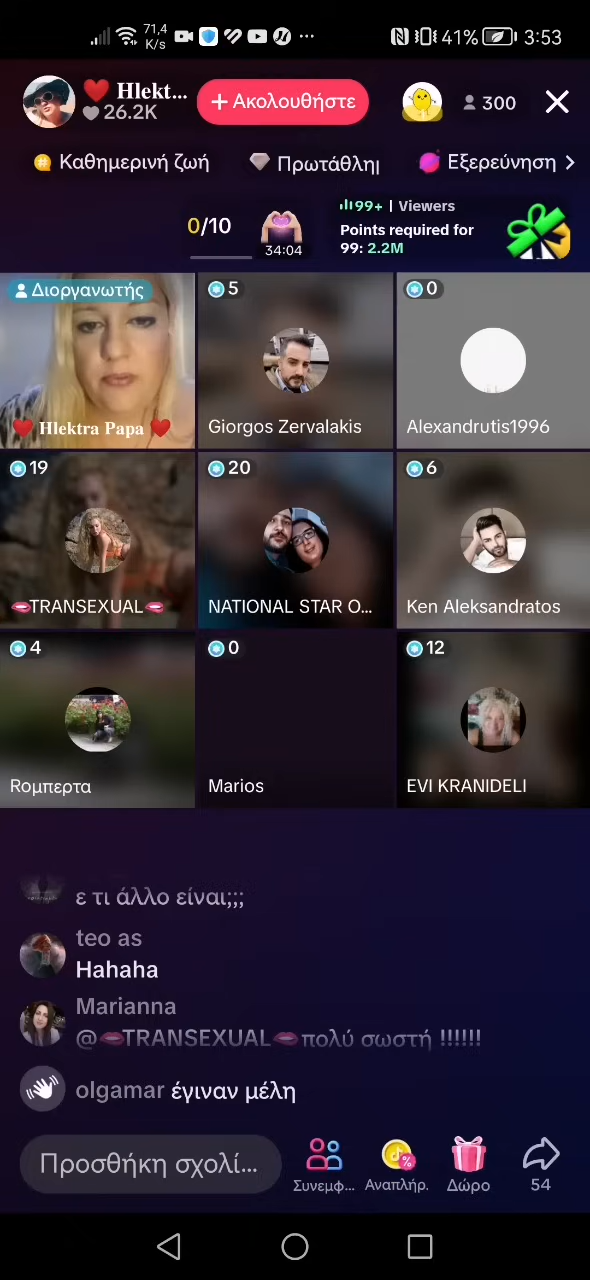 71,4
K/s
41%
3:53
❤️ Hlekt...
26.2K
+ Ακολουθήστε
300
Καθημερινή ζωή
Πρωτάθλημ
Εξερεύνηση
0/10
34:04
99+ | Viewers
Points required for
99: 2.2M
Διοργανωτής
❤️ Hlektra Papa ❤️
5
Giorgos Zervalakis
0
Alexandrutis1996
19
👄TRANSEXUAL👄
20
NATIONAL STAR O...
6
Ken Aleksandratos
4
Ρομπερτα
0
Marios
12
EVI KRANIDELI
ε τι άλλο είναι;;;
teo as
Hahaha
Marianna
@👄TRANSEXUAL👄πολύ σωστή !!!!!!
olgamar έγιναν μέλη
Προσθήκη σχολί...
Συνεμφ...
Αναπλήρ.
Δώρο
54